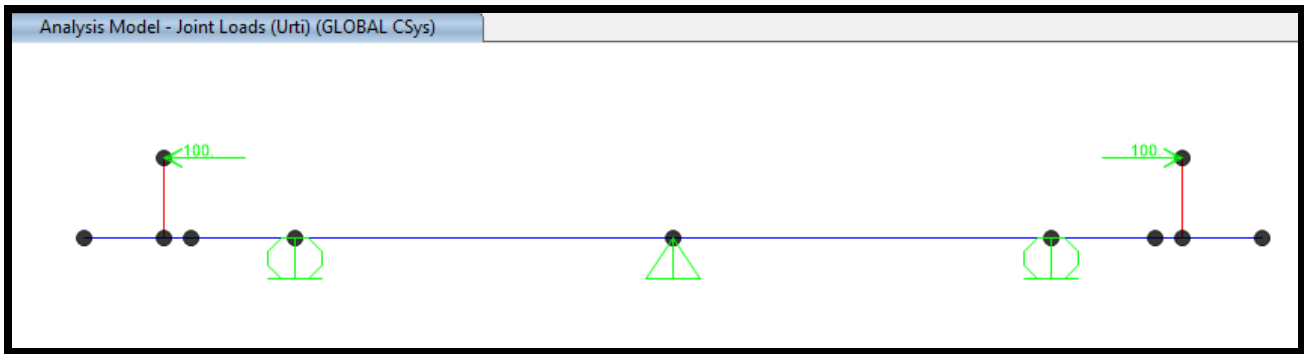 Analysis Model - Joint Loads (Urti) (GLOBAL CSys)
100. 100.